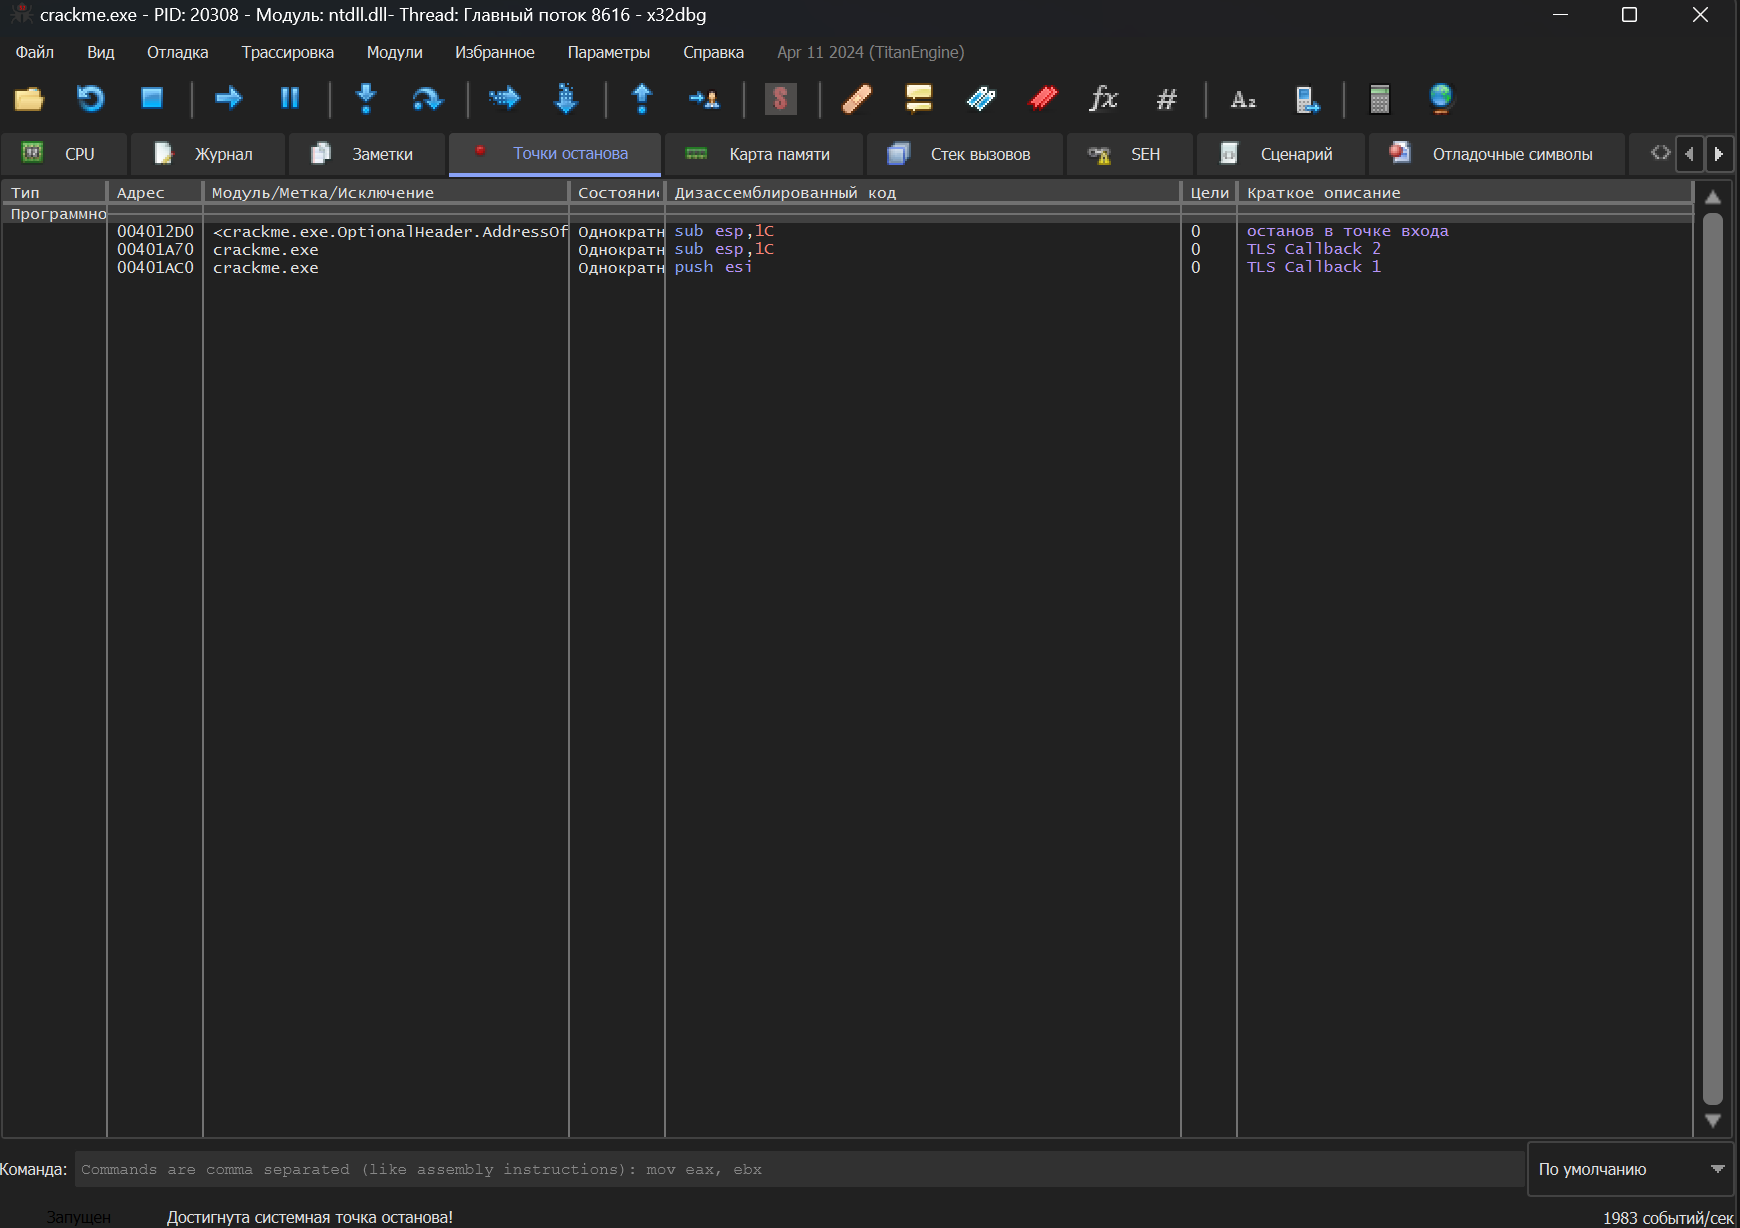 crackme.exe - PID: 20308 - Модуль: ntdll.dll- Thread: Главный поток 8616 - x32dbg
Файл Вид Отладка Трассировка Модули Избранное Параметры Справка Apr 11 2024 (TitanEngine)
CPU Журнал Заметки Точки останова Карта памяти Стек вызовов SEH Сценарий Отладочные символы
Тип Адрес Модуль/Метка/Исключение Состояние Дизассемблированный код Цели Краткое описание
Программно
004012D0 <crackme.exe.OptionalHeader.AddressOf Однократн sub esp,1C 0 останов в точке входа
00401A70 crackme.exe Однократн sub esp,1C 0 TLS Callback 2
00401AC0 crackme.exe Однократн push esi 0 TLS Callback 1
Команда: Commands are comma separated (like assembly instructions): mov eax, ebx По умолчанию
Запущен Достигнута системная точка останова! 1983 событий/сек